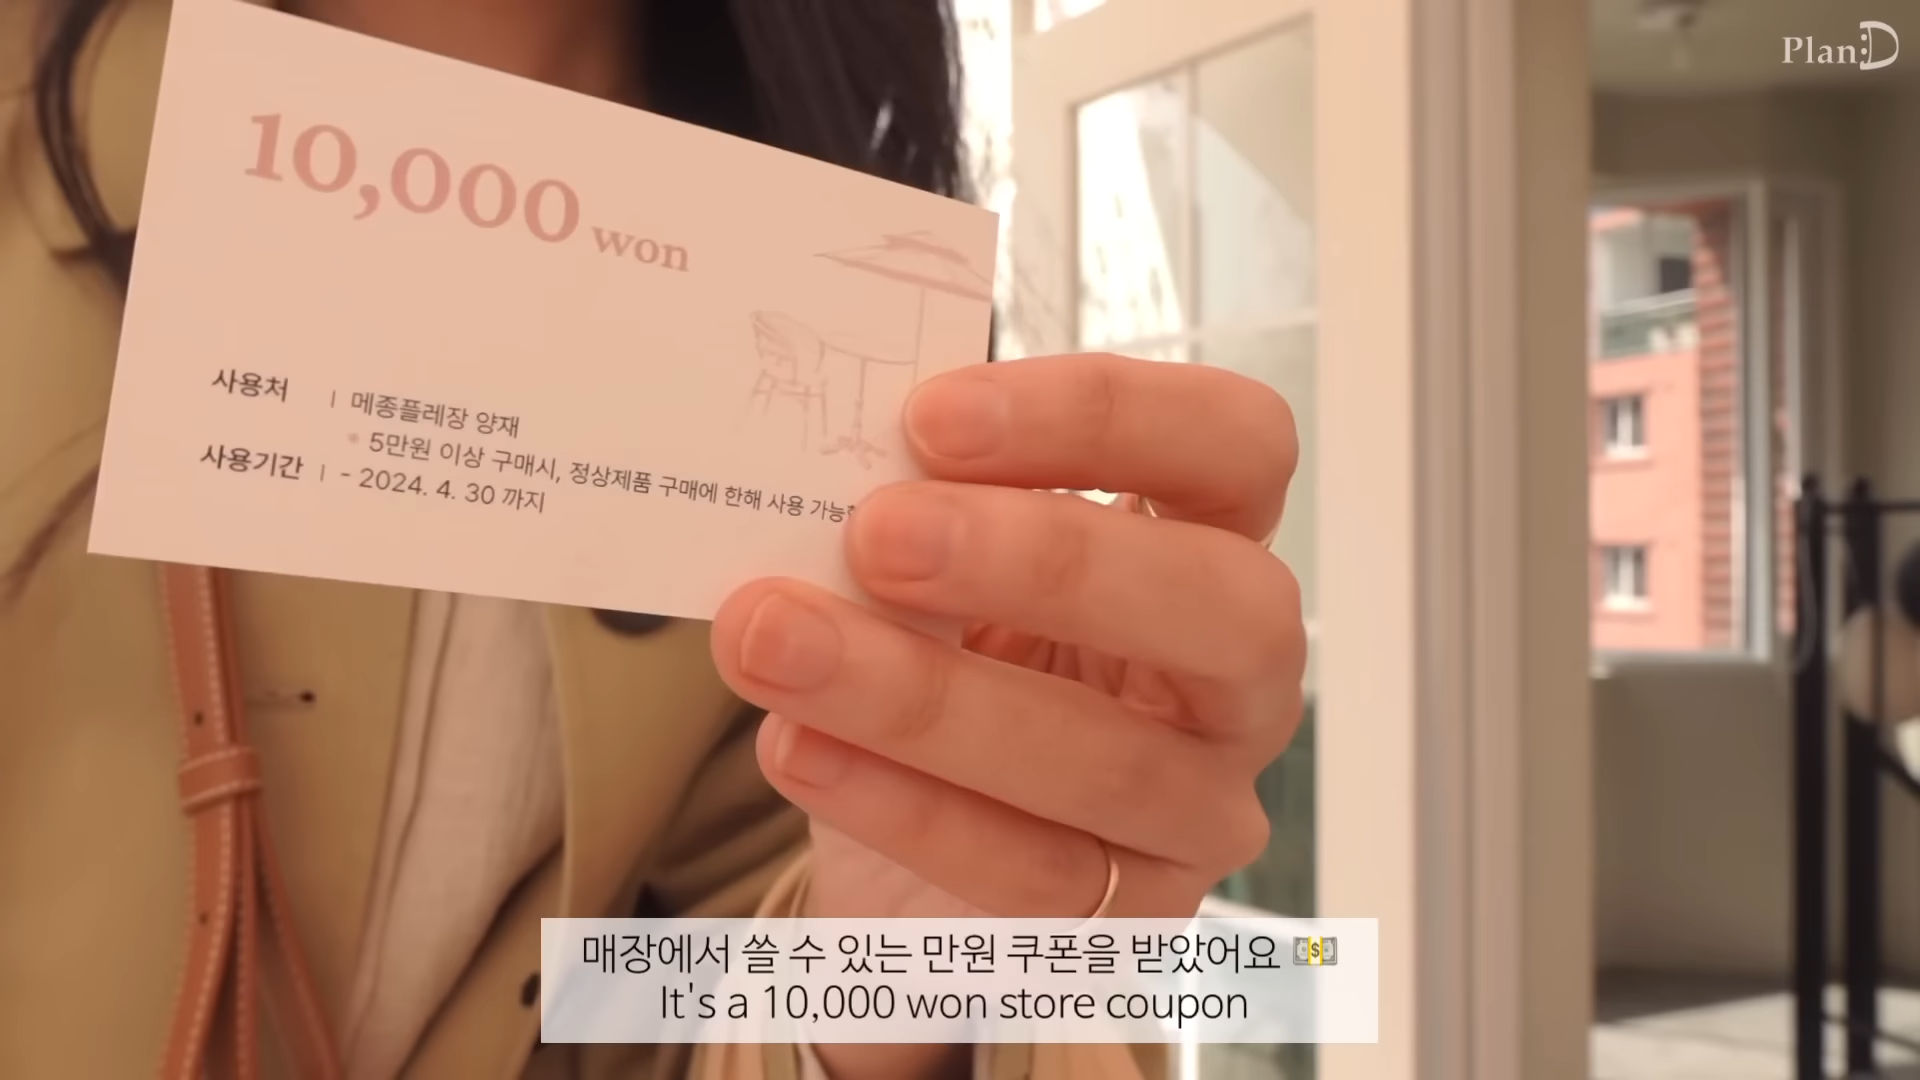 Plan:D
10,000 won
사용처 | 메종플레장 양재
* 5만원 이상 구매시, 정상제품 구매에 한해 사용
사용기간 | - 2024. 4. 30 까지
매장에서 쓸 수 있는 만원 쿠폰을 받았어요 💵
It's a 10,000 won store coupon